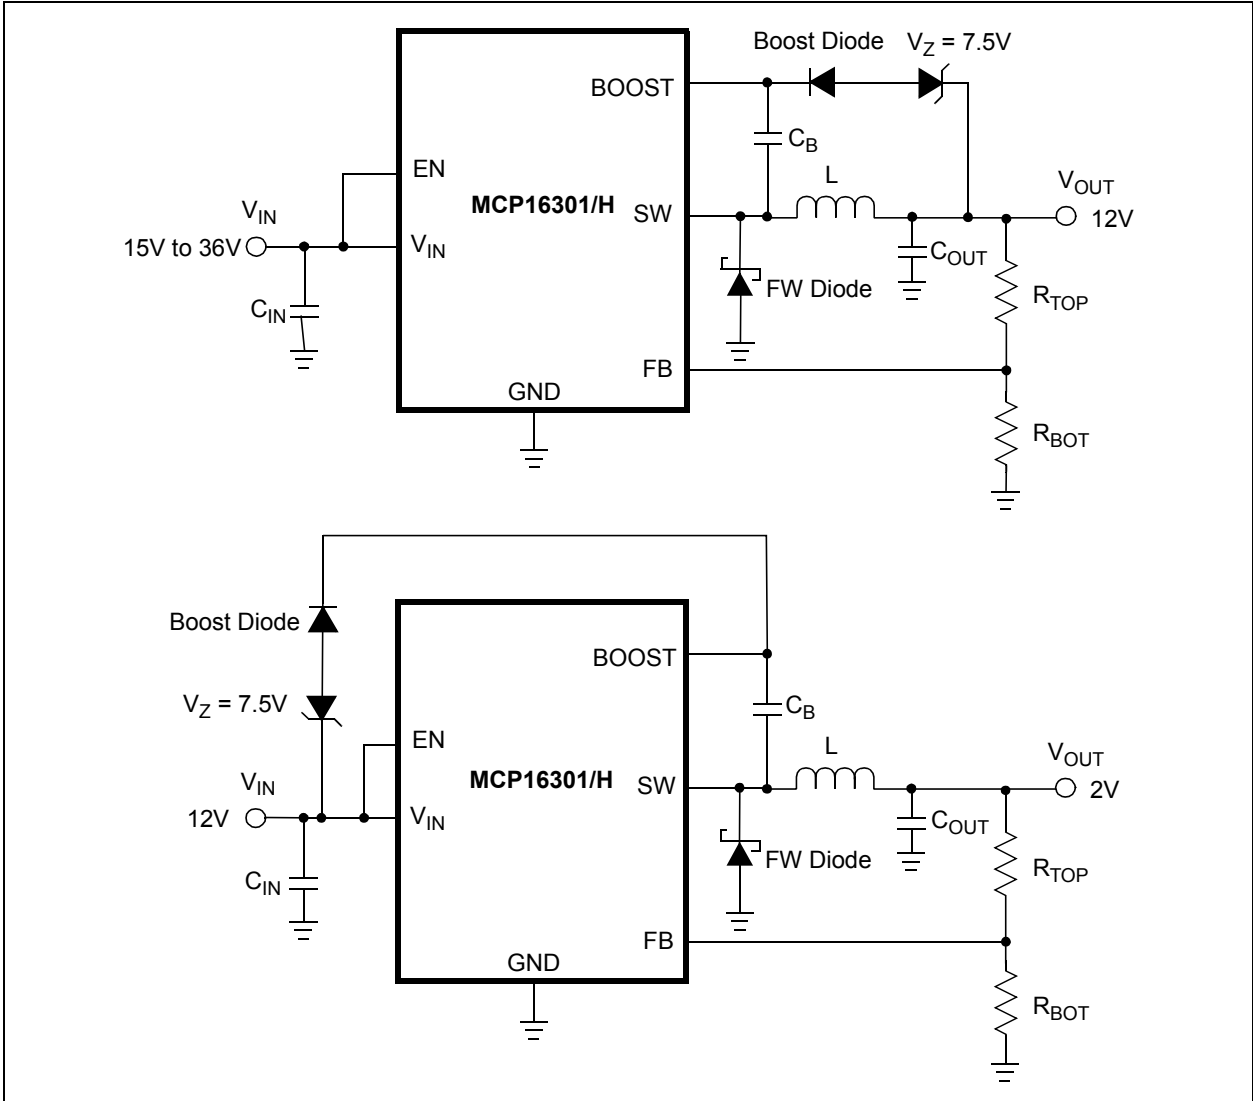 Boost Diode V_Z = 7.5V
BOOST
C_B
EN
L
V_OUT
MCP16301/H
SW
12V
V_IN
15V to 36V
V_IN
C_OUT
FW Diode
R_TOP
C_IN
FB
GND
R_BOT
Boost Diode
BOOST
V_Z = 7.5V
C_B
EN
L
V_OUT
V_IN
MCP16301/H
SW
2V
12V
V_IN
C_OUT
FW Diode
R_TOP
C_IN
FB
GND
R_BOT